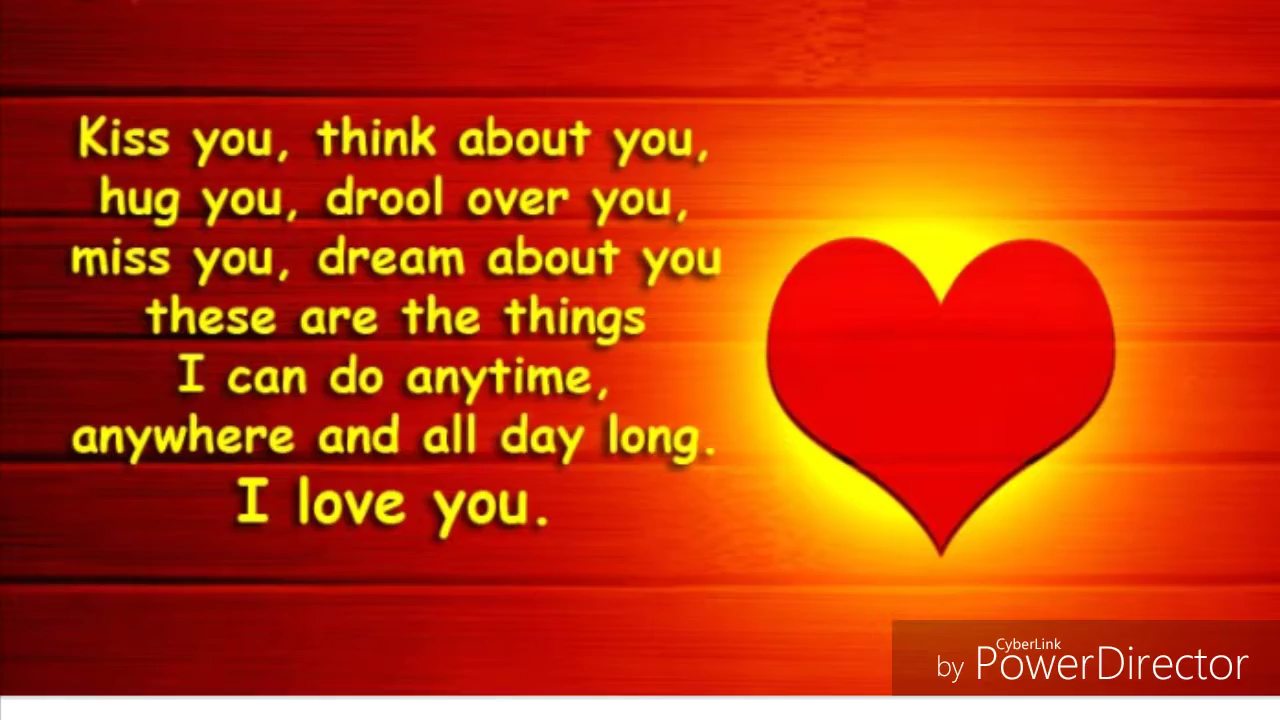 Kiss you, think about you,
hug you, drool over you,
miss you, dream about you
these are the things
I can do anytime,
anywhere and all day long.
I love you.
CyberLink
by PowerDirector